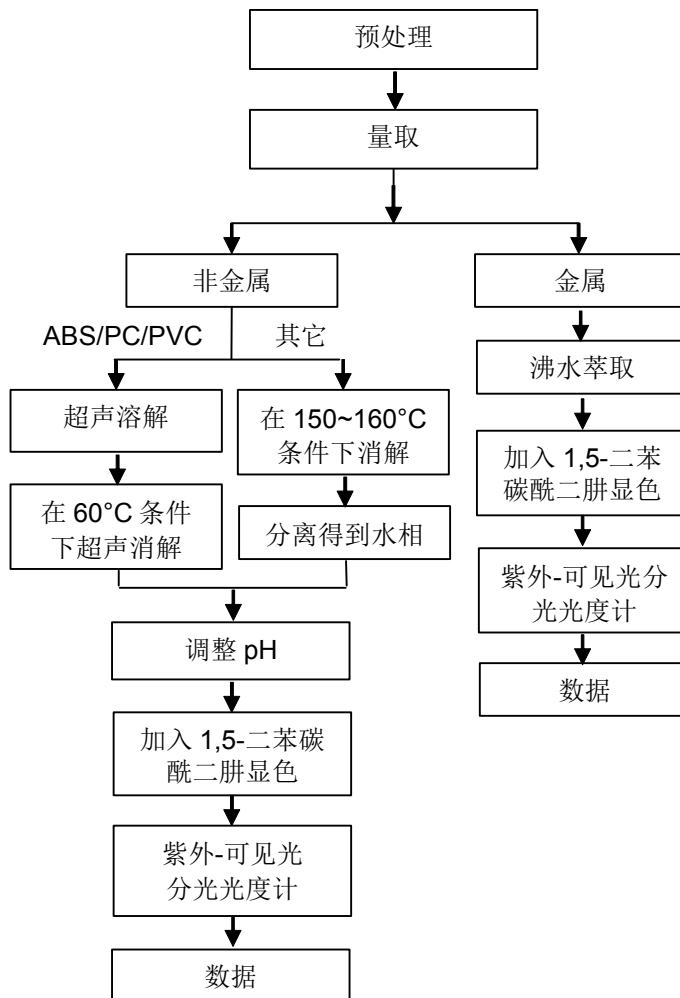 预处理
量取
非金属
金属
ABS/PC/PVC
其它
沸水萃取
超声溶解
在 150~160°C
条件下消解
加入 1,5-二苯
碳酰二肼显色
在 60°C 条件
下超声消解
分离得到水相
紫外-可见光分
光光度计
调整 pH
数据
加入 1,5-二苯碳
酰二肼显色
紫外-可见光
分光光度计
数据